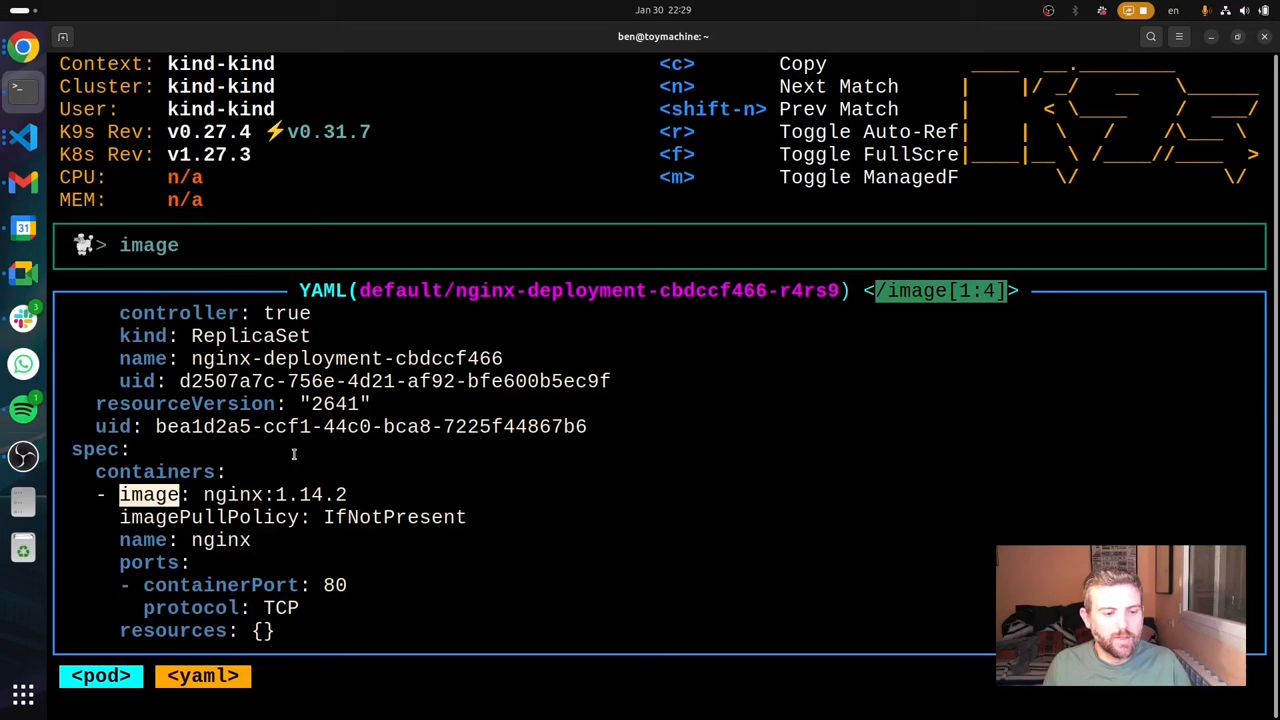 Jan 30 22:29
en
ben@toymachine: ~
Context: kind-kind
Cluster: kind-kind
User: kind-kind
K9s Rev: v0.27.4 ⚡v0.31.7
K8s Rev: v1.27.3
CPU: n/a
MEM: n/a
<c> Copy
<n> Next Match
<shift-n> Prev Match
<r> Toggle Auto-Ref
<f> Toggle FullScre
<m> Toggle ManagedF
🐩> image
YAML(default/nginx-deployment-cbdccf466-r4rs9) </image[1:4]>
controller: true
kind: ReplicaSet
name: nginx-deployment-cbdccf466
uid: d2507a7c-756e-4d21-af92-bfe600b5ec9f
resourceVersion: "2641"
uid: bea1d2a5-ccf1-44c0-bca8-7225f44867b6
spec:
containers:
- image: nginx:1.14.2
imagePullPolicy: IfNotPresent
name: nginx
ports:
- containerPort: 80
protocol: TCP
resources: {}
<pod> <yaml>
31
3
1